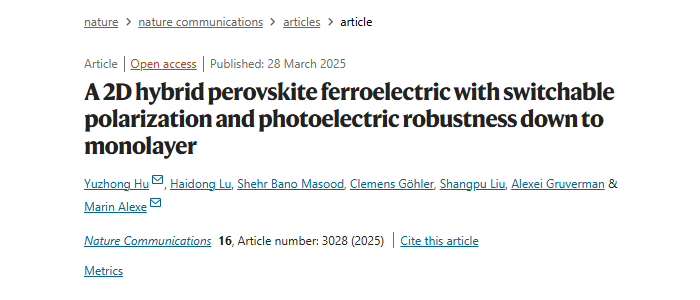 nature > nature communications > articles > article
Article | Open access | Published: 28 March 2025
A 2D hybrid perovskite ferroelectric with switchable
polarization and photoelectric robustness down to
monolayer
Yuzhong Hu, Haidong Lu, Shehr Bano Masood, Clemens Göhler, Shangpu Liu, Alexei Gruverman &
Marin Alexe
Nature Communications 16, Article number: 3028 (2025) | Cite this article
Metrics